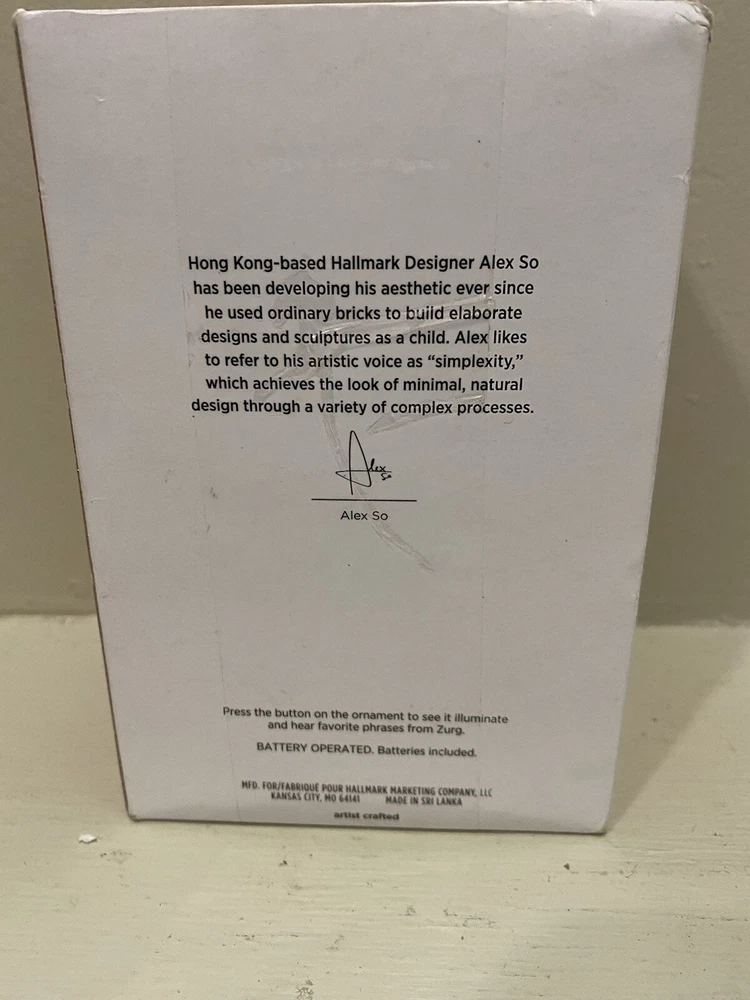 Hong Kong-based Hallmark Designer Alex So
has been developing his aesthetic ever since
he used ordinary bricks to build elaborate
designs and sculptures as a child. Alex likes
to refer to his artistic voice as “simplexity,”
which achieves the look of minimal, natural
design through a variety of complex processes.
Alex
So
Alex So
Press the button on the ornament to see it illuminate
and hear favorite phrases from Zurg.
BATTERY OPERATED. Batteries included.
MFD. FOR/FABRIQUÉ POUR HALLMARK MARKETING COMPANY, LLC
KANSAS CITY, MO 64141 MADE IN SRI LANKA
artist crafted